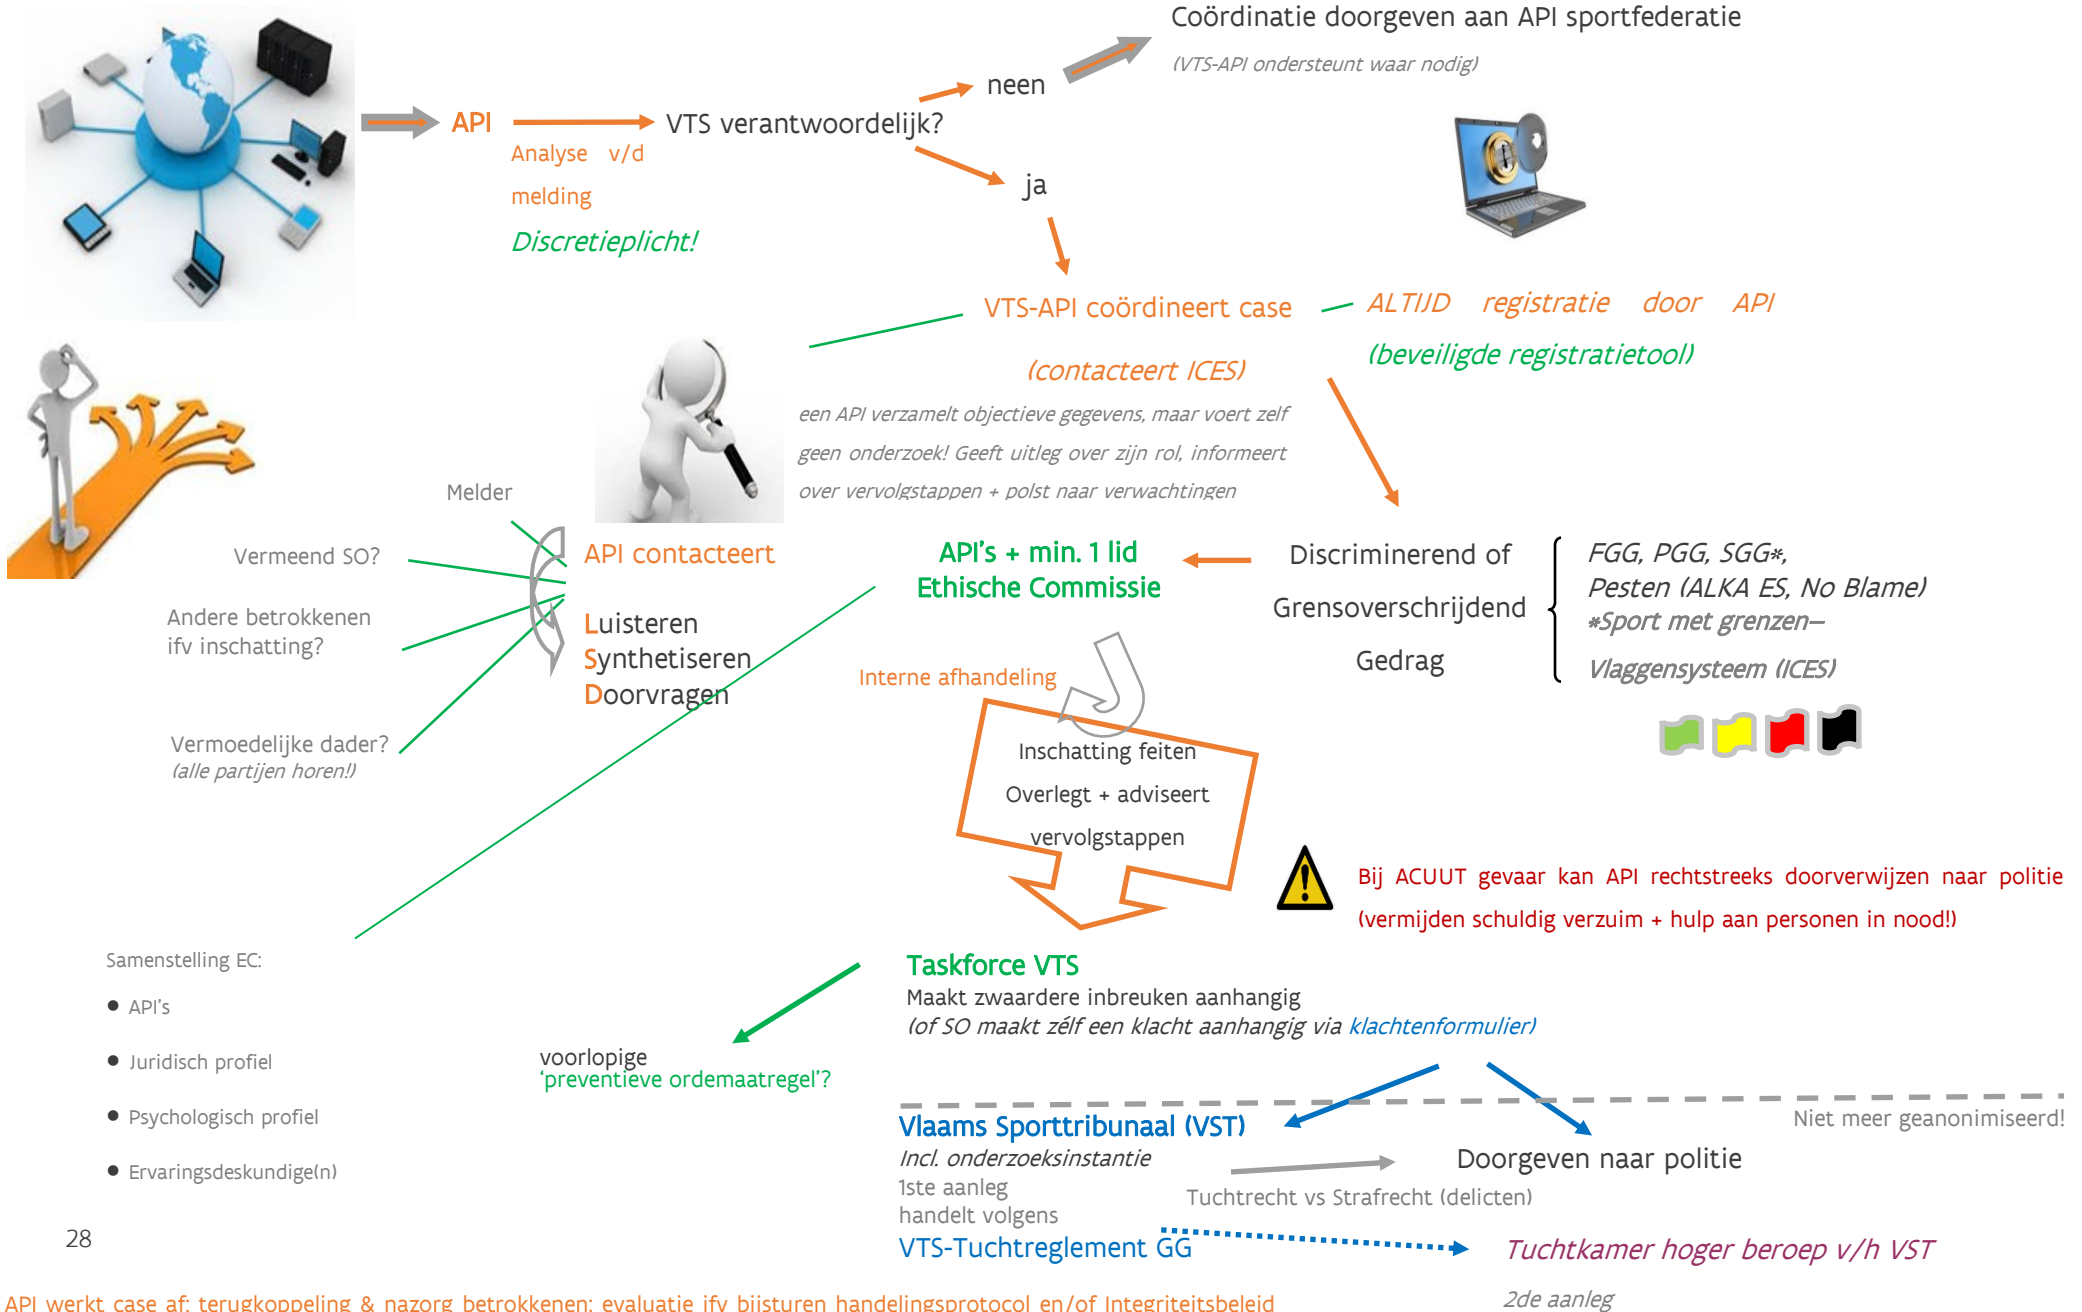 Coördinatie doorgeven aan API sportfederatie
(VTS-API ondersteunt waar nodig)
neen
API
VTS verantwoordelijk?
Analyse v/d
melding
Discretieplicht!
ja
VTS-API coördineert case
(contacteert ICES)
ALTIJD registratie door API
(beveiligde registratietool)
een API verzamelt objectieve gegevens, maar voert zelf
geen onderzoek! Geeft uitleg over zijn rol, informeert
over vervolgstappen + polst naar verwachtingen
Melder
Vermeend SO?
Andere betrokkenen
ifv inschatting?
Vermoedelijke dader?
(alle partijen horen!)
API contacteert
Luisteren
Synthetiseren
Doorvragen
API's + min. 1 lid
Ethische Commissie
Discriminerend of
Grensoverschrijdend
Gedrag
FGG, PGG, SGG*,
Pesten (ALKA ES, No Blame)
*Sport met grenzen–
Vlaggensysteem (ICES)
Interne afhandeling
Inschatting feiten
Overlegt + adviseert
vervolgstappen
Bij ACUUT gevaar kan API rechtstreeks doorverwijzen naar politie
(vermijden schuldig verzuim + hulp aan personen in nood!)
Samenstelling EC:
● API's
● Juridisch profiel
● Psychologisch profiel
● Ervaringsdeskundige(n)
Taskforce VTS
Maakt zwaardere inbreuken aanhangig
(of SO maakt zélf een klacht aanhangig via klachtenformulier)
voorlopige
'preventieve ordemaatregel'?
Niet meer geanonimiseerd!
Vlaams Sporttribunaal (VST)
Incl. onderzoeksinstantie
1ste aanleg
handelt volgens
VTS-Tuchtreglement GG
Doorgeven naar politie
Tuchtrecht vs Strafrecht (delicten)
Tuchtkamer hoger beroep v/h VST
2de aanleg
28
API werkt case af: terugkoppeling & nazorg betrokkenen; evaluatie ifv bijsturen handelingsprotocol en/of Integriteitsbeleid